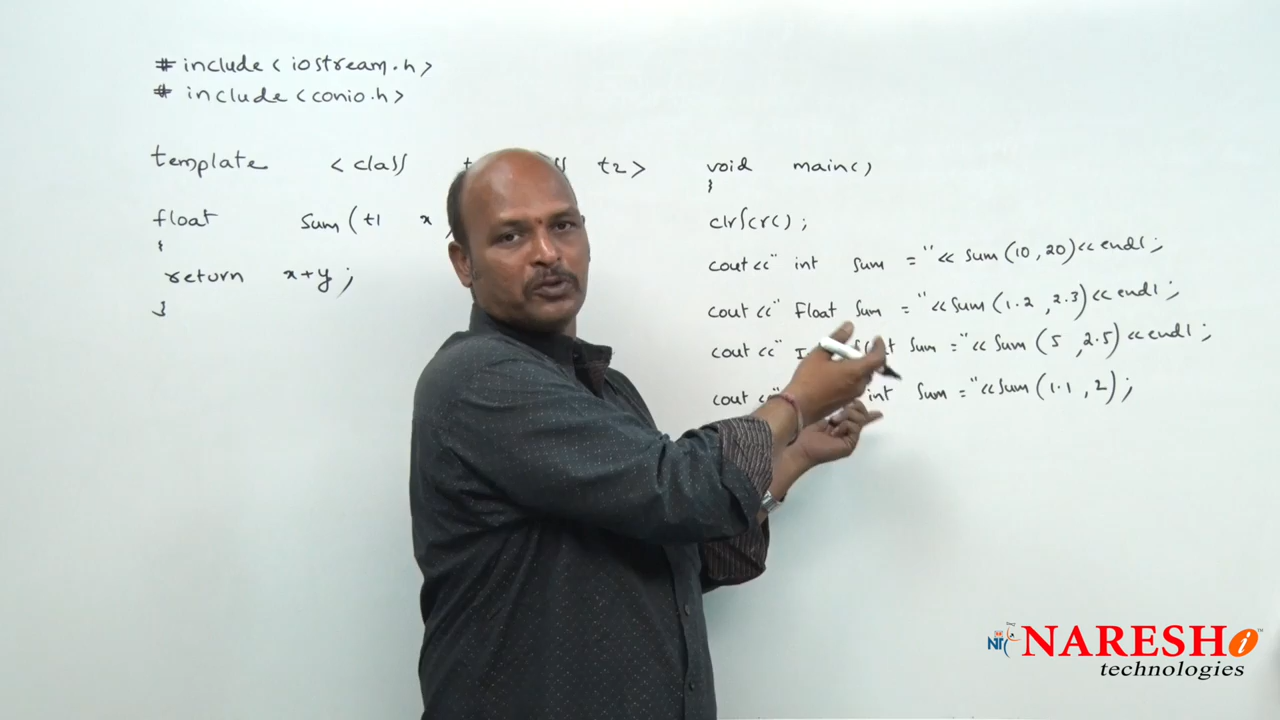 # include < iostream.h >
# include < conio.h >
template < class t2 >
float sum ( t1 x
{
return x+y ;
}
void main()
}
clrscr() ;
cout <<" int sum = "<< sum (10 , 20) << endl ;
cout <<" float sum = "<< sum (1.2 , 2.3) << endl ;
cout <<" sum = "<< sum (5 , 2.5) << endl ;
cout int sum = "<< sum (1.1 , 2) ;
NARESH i
technologies